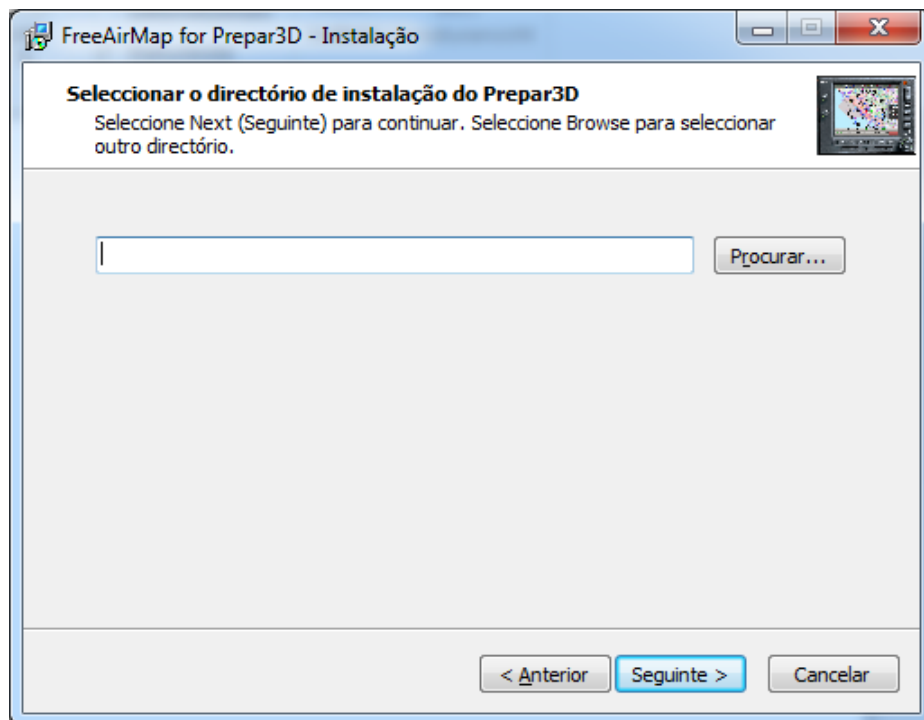 FreeAirMap for Prepar3D - Instalação
Seleccionar o directório de instalação do Prepar3D
Seleccione Next (Seguinte) para continuar. Seleccione Browse para seleccionar
outro directório.
Procurar...
< Anterior
Seguinte >
Cancelar